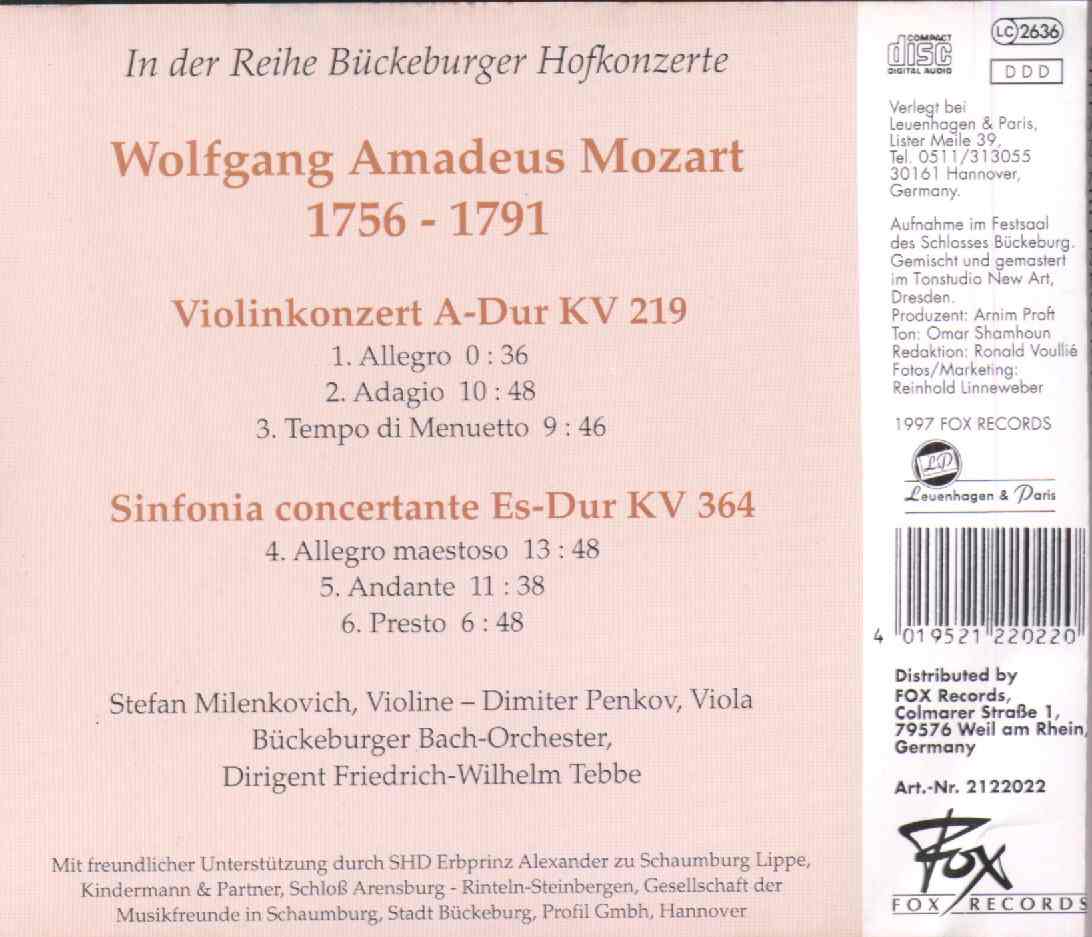 In der Reihe Bückeburger Hofkonzerte
Wolfgang Amadeus Mozart
1756 - 1791
Violinkonzert A-Dur KV 219
1. Allegro 0 : 36
2. Adagio 10 : 48
3. Tempo di Menuetto 9 : 46
Sinfonia concertante Es-Dur KV 364
4. Allegro maestoso 13 : 48
5. Andante 11 : 38
6. Presto 6 : 48
Stefan Milenkovich, Violine – Dimiter Penkov, Viola
Bückeburger Bach-Orchester,
Dirigent Friedrich-Wilhelm Tebbe
Mit freundlicher Unterstützung durch SHD Erbprinz Alexander zu Schaumburg Lippe,
Kindermann & Partner, Schloß Arensburg - Rinteln-Steinbergen, Gesellschaft der
Musikfreunde in Schaumburg, Stadt Bückeburg, Profil Gmbh, Hannover
COMPACT
disc
DIGITAL AUDIO
LC 2636
DDD
Verlegt bei
Leuenhagen & Paris,
Lister Meile 39,
Tel. 0511/313055
30161 Hannover,
Germany.
Aufnahme im Festsaal
des Schlosses Bückeburg.
Gemischt und gemastert
im Tonstudio New Art,
Dresden.
Produzent: Arnim Praft
Ton: Omar Shamhoun
Redaktion: Ronald Voullié
Fotos/Marketing:
Reinhold Linneweber
1997 FOX RECORDS
LP
Leuenhagen & Paris
4 019521 220220
Distributed by
FOX Records,
Colmarer Straße 1,
79576 Weil am Rhein,
Germany
Art.-Nr. 2122022
Fox
FOX RECORDS